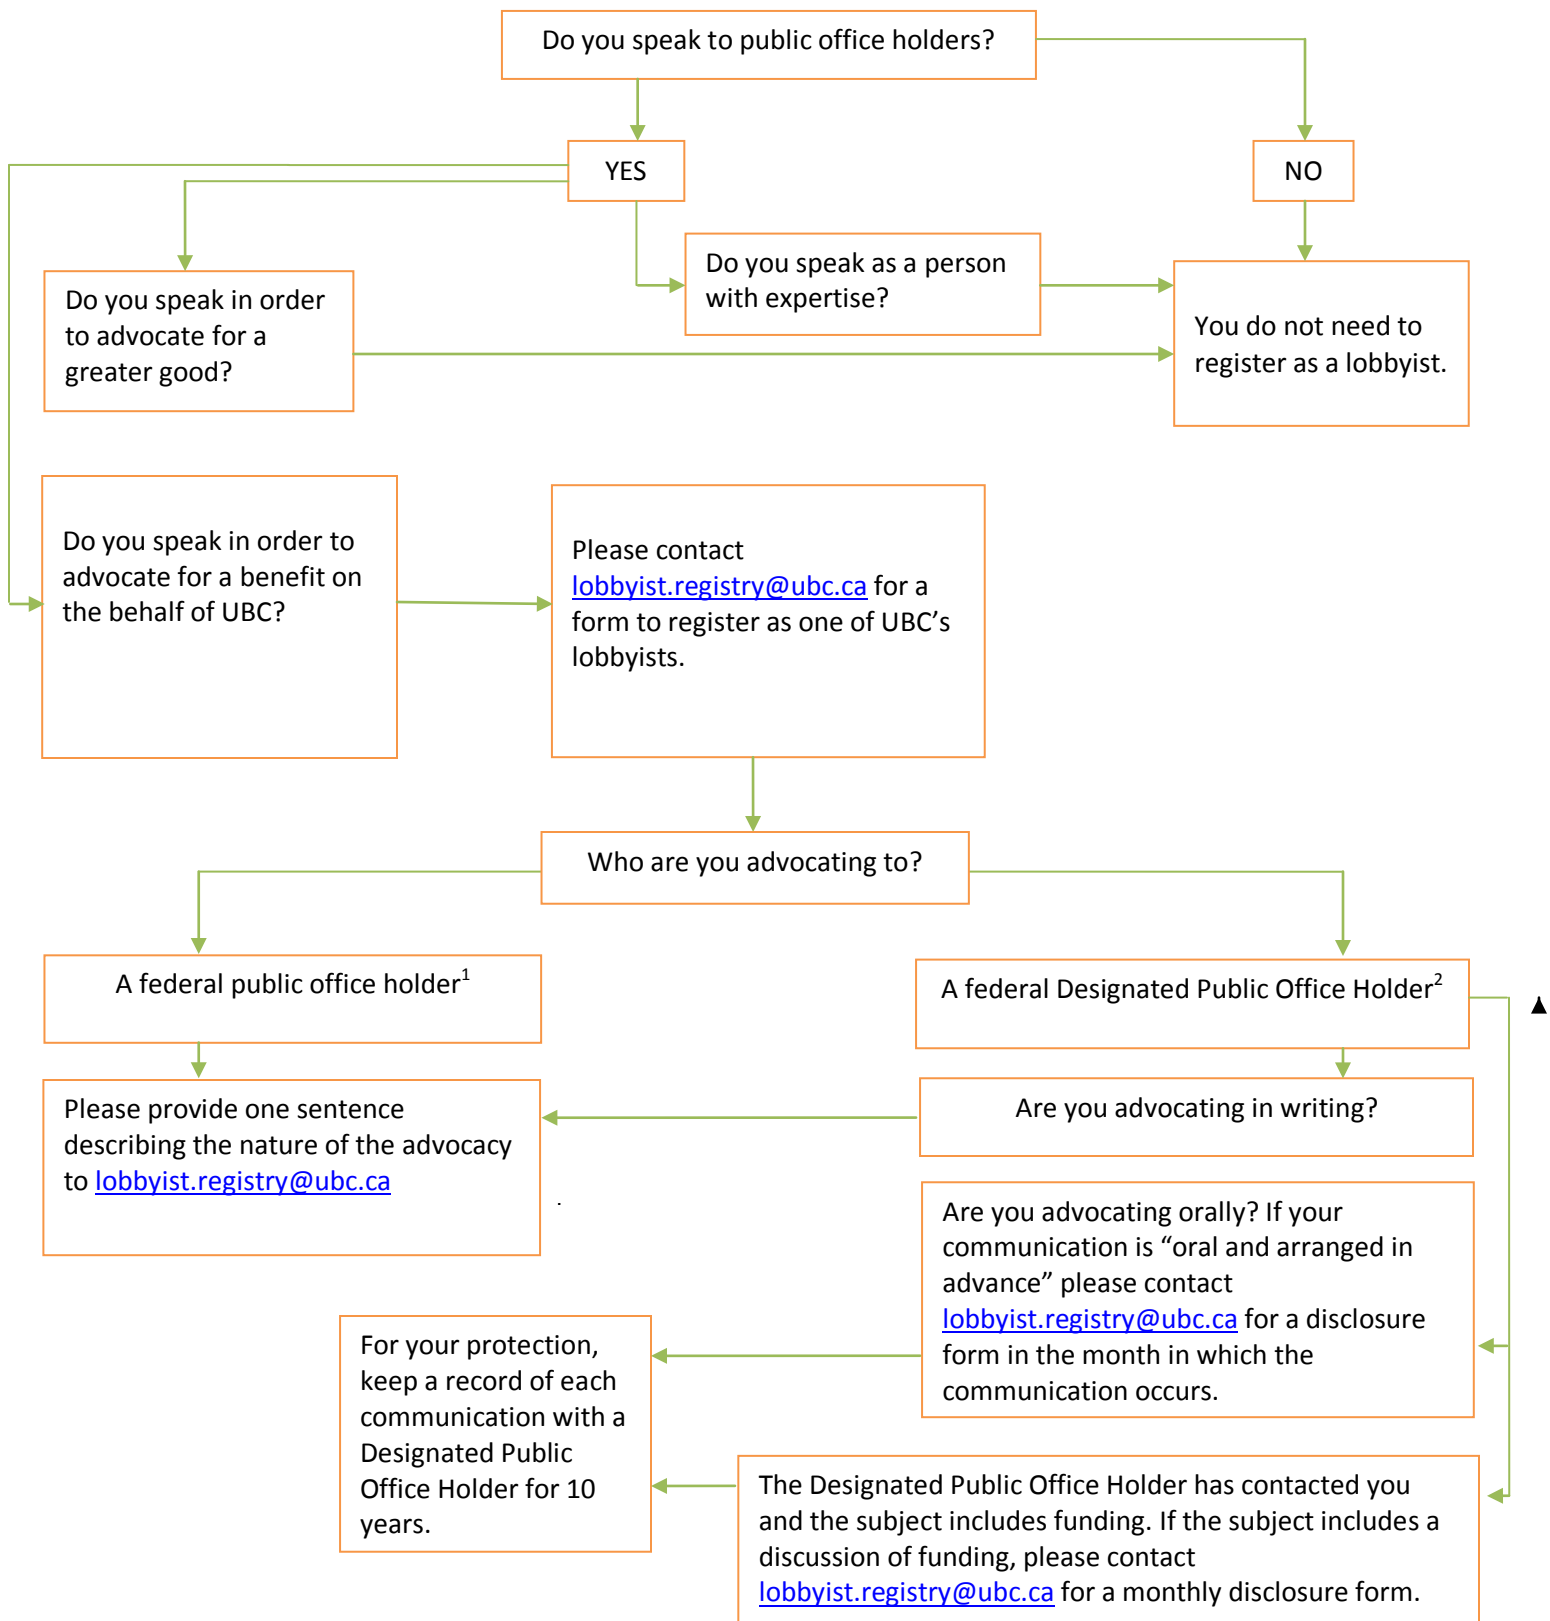 Do you speak to public office holders?
YES
NO
Do you speak as a person
with expertise?
Do you speak in order
to advocate for a
greater good?
You do not need to
register as a lobbyist.
Do you speak in order to
advocate for a benefit on
the behalf of UBC?
Please contact
lobbyist.registry@ubc.ca for a
form to register as one of UBC’s
lobbyists.
Who are you advocating to?
A federal public office holder1
A federal Designated Public Office Holder2
Please provide one sentence
describing the nature of the advocacy
to lobbyist.registry@ubc.ca
.
Are you advocating in writing?
Are you advocating orally? If your
communication is “oral and arranged in
advance” please contact
lobbyist.registry@ubc.ca for a disclosure
form in the month in which the
communication occurs.
For your protection,
keep a record of each
communication with a
Designated Public
Office Holder for 10
years.
The Designated Public Office Holder has contacted you
and the subject includes funding. If the subject includes a
discussion of funding, please contact
lobbyist.registry@ubc.ca for a monthly disclosure form.